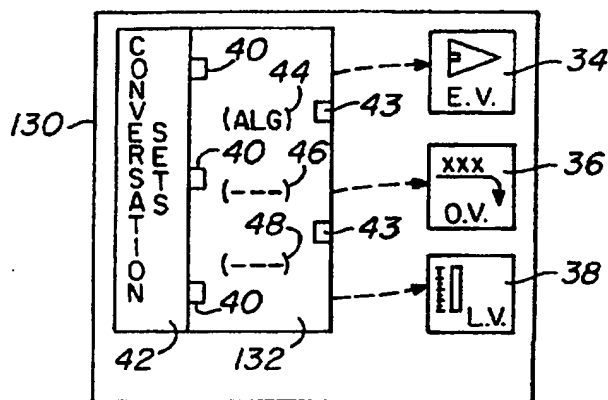 CONVERSATION
SETS
130
40
44
(ALG)
43
40
46
(---)
48
43
(---)
40
42
132
E.V.
34
XXX
O.V.
36
L.V.
38